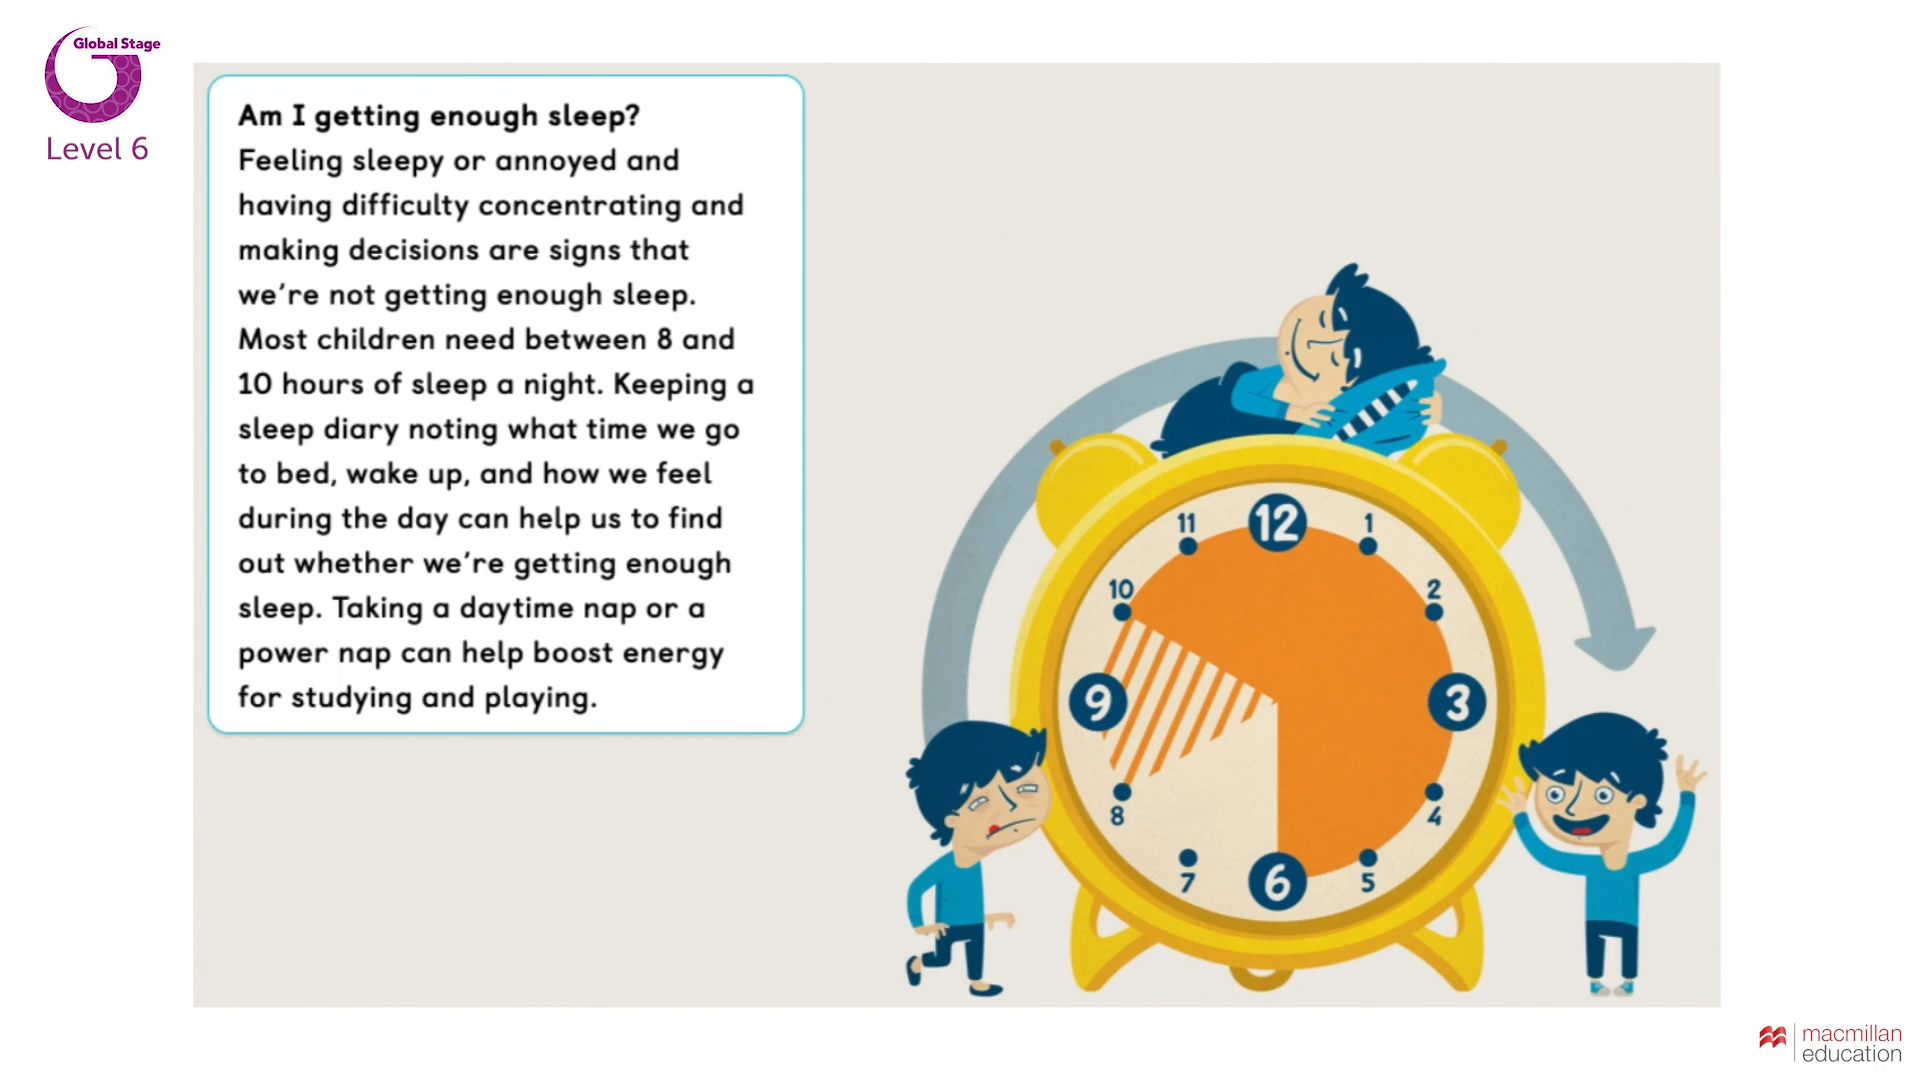 Global Stage
Level 6
Am I getting enough sleep?
Feeling sleepy or annoyed and
having difficulty concentrating and
making decisions are signs that
we’re not getting enough sleep.
Most children need between 8 and
10 hours of sleep a night. Keeping a
sleep diary noting what time we go
to bed, wake up, and how we feel
during the day can help us to find
out whether we’re getting enough
sleep. Taking a daytime nap or a
power nap can help boost energy
for studying and playing.
12
1
2
3
4
5
6
7
8
9
10
11
macmillan
education